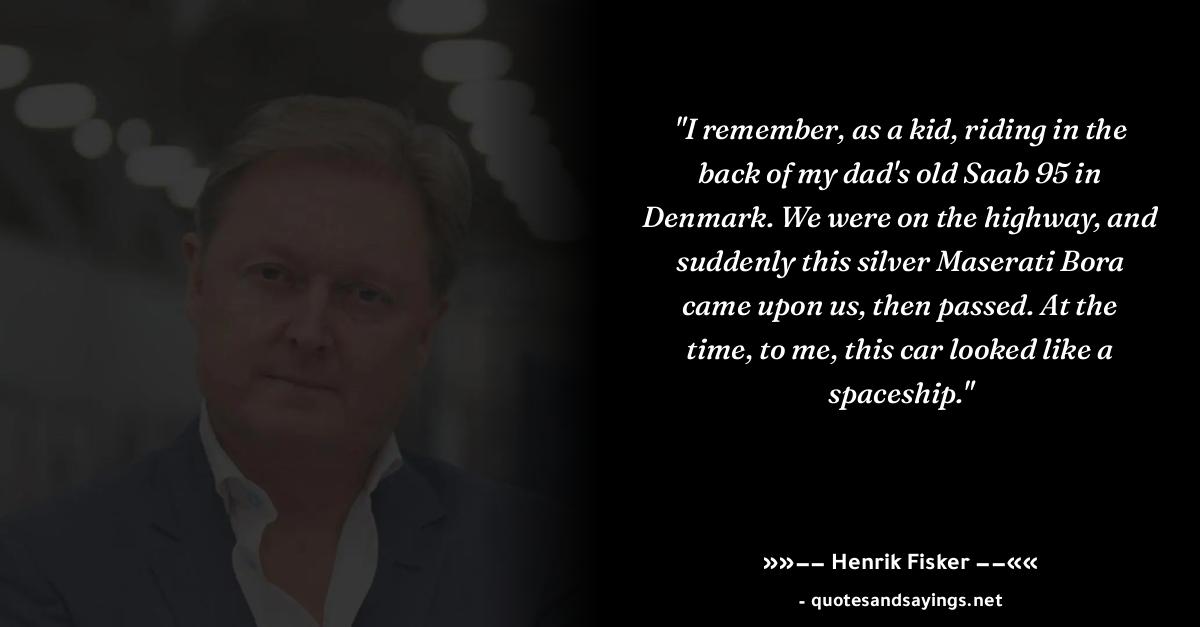 "I remember, as a kid, riding in the
back of my dad's old Saab 95 in
Denmark. We were on the highway, and
suddenly this silver Maserati Bora
came upon us, then passed. At the
time, to me, this car looked like a
spaceship."
»»—— Henrik Fisker ——««
- quotesandsayings.net